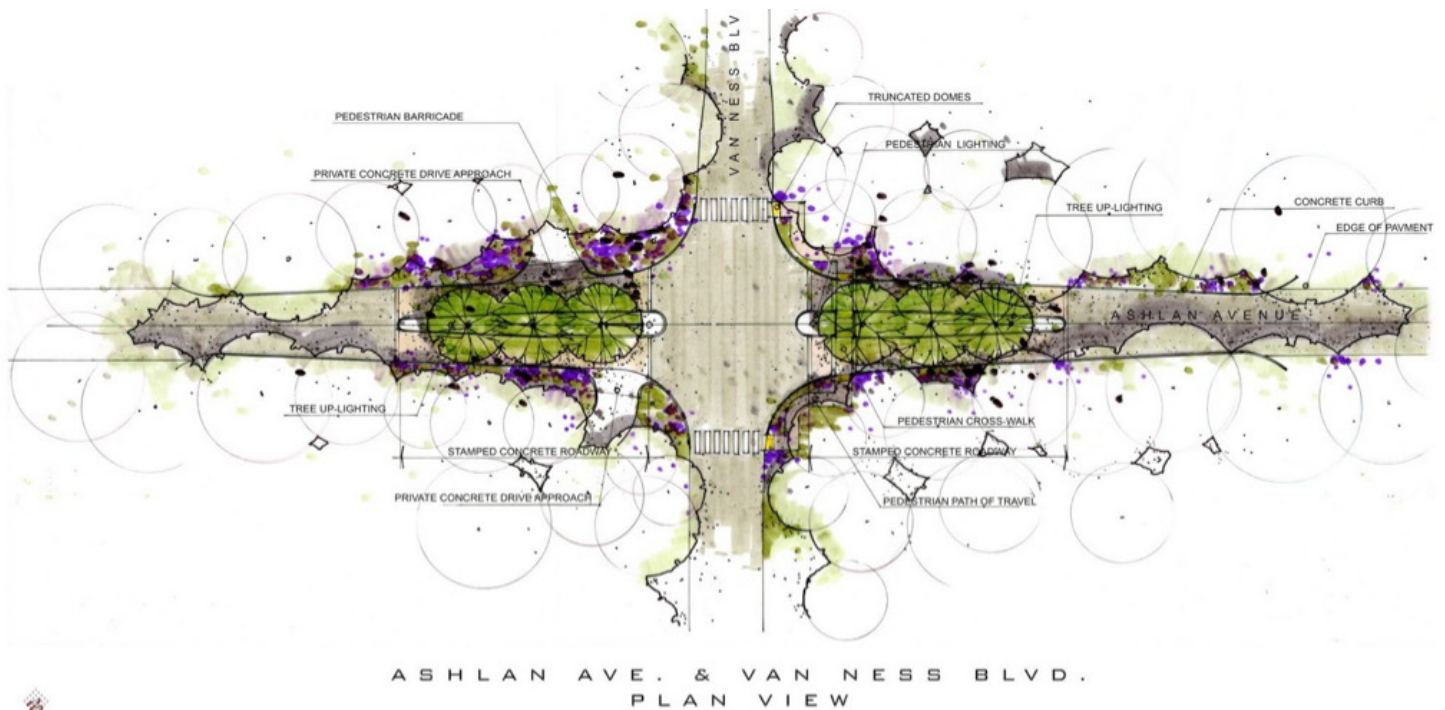 VAN NESS BLV
TRUNCATED DOMES
PEDESTRIAN BARRICADE
PEDESTRIAN LIGHTING
PRIVATE CONCRETE DRIVE APPROACH
TREE UP-LIGHTING
CONCRETE CURB
EDGE OF PAVMENT
ASHLAN AVENUE
TREE UP-LIGHTING
PEDESTRIAN CROSS-WALK
STAMPED CONCRETE ROADWAY
STAMPED CONCRETE ROADWAY
PRIVATE CONCRETE DRIVE APPROACH
PEDESTRIAN PATH OF TRAVEL
ASHLAN AVE. & VAN NESS BLVD.
PLAN VIEW